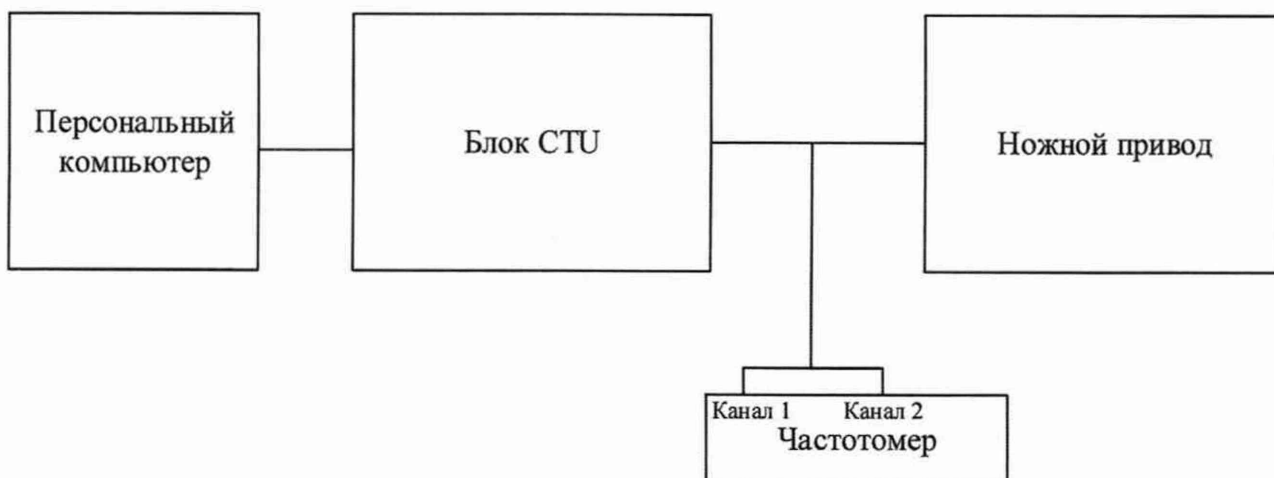 Персональный
компьютер
Блок CTU
Ножной привод
Канал 1 Канал 2
Частотомер